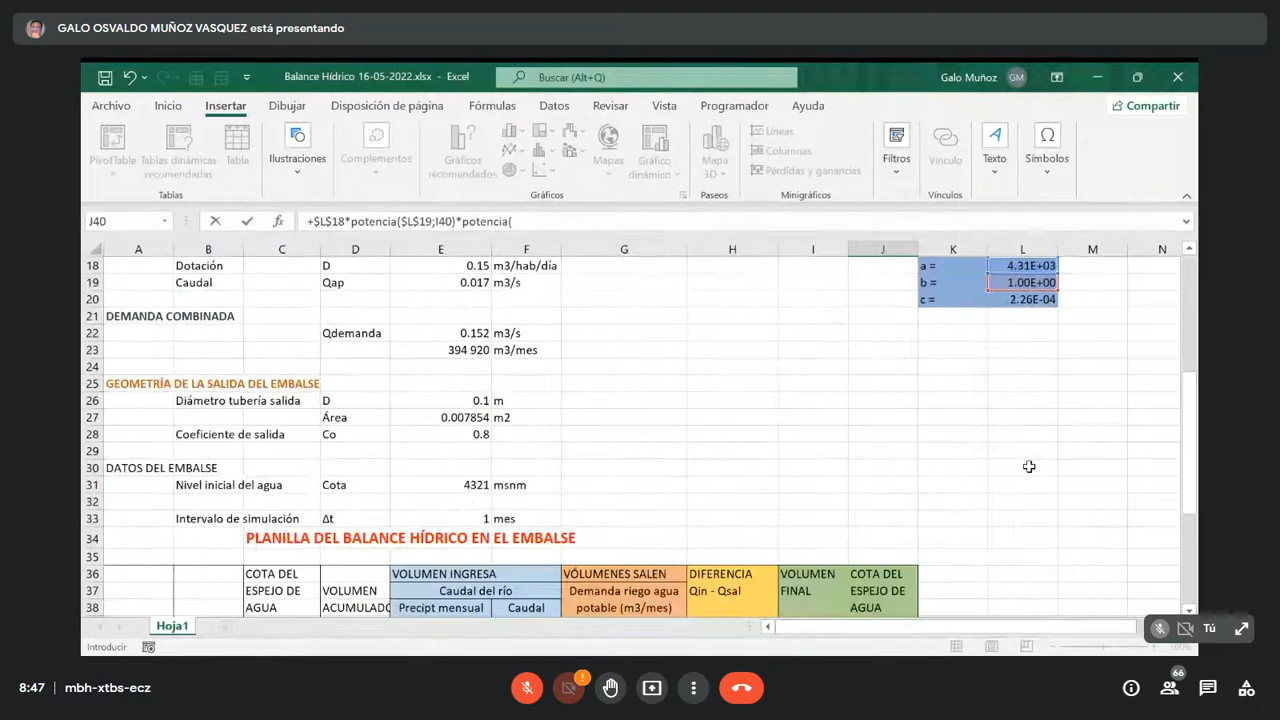 GALO OSVALDO MUÑOZ VASQUEZ está presentando
Balance Hídrico 16-05-2022.xlsx - Excel
Buscar (Alt+Q)
Galo Muñoz GM
Archivo Inicio Insertar Dibujar Disposición de página Fórmulas Datos Revisar Vista Programador Ayuda Compartir
PivotTable Tablas dinámicas recomendadas Tabla Ilustraciones Complementos Gráficos recomendados Mapas Gráfico dinámico Mapa 3D Líneas Columnas Pérdidas y ganancias Filtros Vínculo Texto Símbolos
Tablas Gráficos Paseos Minigráficos Vínculos
J40 fx +$L$18*potencia($L$19;I40)*potencia(
A B C D E F G H I J K L M N
18 Dotación D 0.15 m3/hab/día a = 4.31E+03
19 Caudal Qap 0.017 m3/s b = 1.00E+00
20 c = 2.26E-04
21 DEMANDA COMBINADA
22 Qdemanda 0.152 m3/s
23 394 920 m3/mes
24
25 GEOMETRÍA DE LA SALIDA DEL EMBALSE
26 Diámetro tubería salida D 0.1 m
27 Área 0.007854 m2
28 Coeficiente de salida Co 0.8
29
30 DATOS DEL EMBALSE
31 Nivel inicial del agua Cota 4321 msnm
32
33 Intervalo de simulación Δt 1 mes
34 PLANILLA DEL BALANCE HÍDRICO EN EL EMBALSE
35
36 COTA DEL VOLUMEN INGRESA VÓLUMENES SALEN DIFERENCIA VOLUMEN COTA DEL
37 ESPEJO DE VOLUMEN Caudal del río Demanda riego agua Qin - Qsal FINAL ESPEJO DE
38 AGUA ACUMULADO Precipt mensual Caudal potable (m3/mes) AGUA
Hoja1
Tú
Introducir 100%
8:47 mbh-xtbs-ecz
66